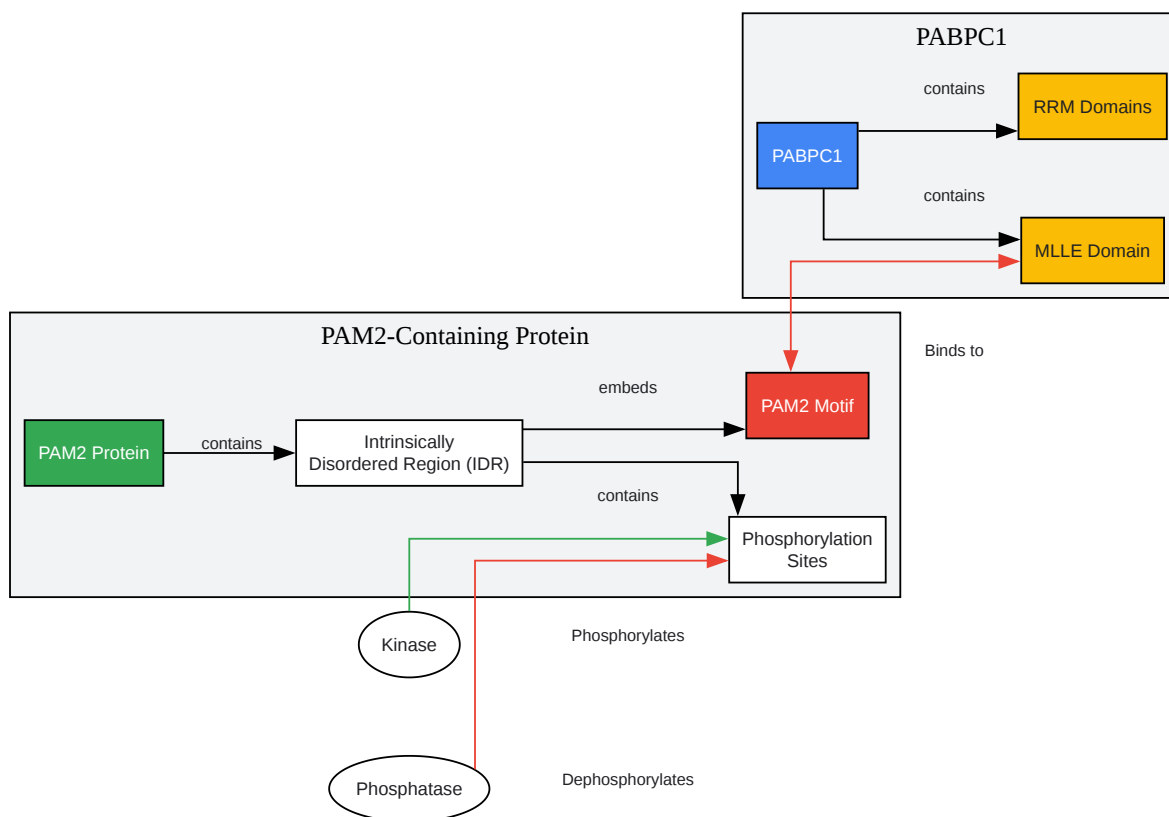 PABPC1
contains
RRM Domains
PABPC1
contains
MLLE Domain
PAM2-Containing Protein
Binds to
embeds
PAM2 Motif
PAM2 Protein
contains
Intrinsically
Disordered Region (IDR)
contains
Phosphorylation
Sites
Kinase
Phosphorylates
Phosphatase
Dephosphorylates